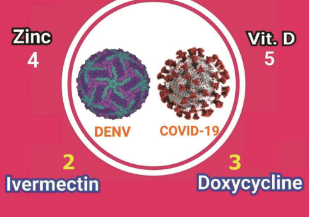 Zinc
4
Vit. D
5
DENV
COVID-19
2
Ivermectin
3
Doxycycline